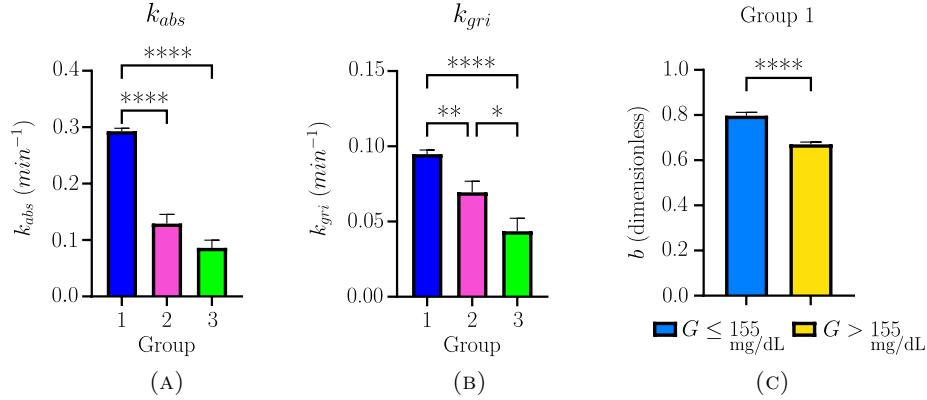 k_abs
k_abs (min⁻¹)
0.4
0.3
0.2
0.1
0.0
****
****
1 2 3
Group
(A)
k_gri
k_gri (min⁻¹)
0.15
0.10
0.05
0.00
****
** *
1 2 3
Group
(B)
Group 1
b (dimensionless)
1.0
0.8
0.6
0.4
0.2
0.0
****
G ≤ 155 mg/dL
G > 155 mg/dL
(C)